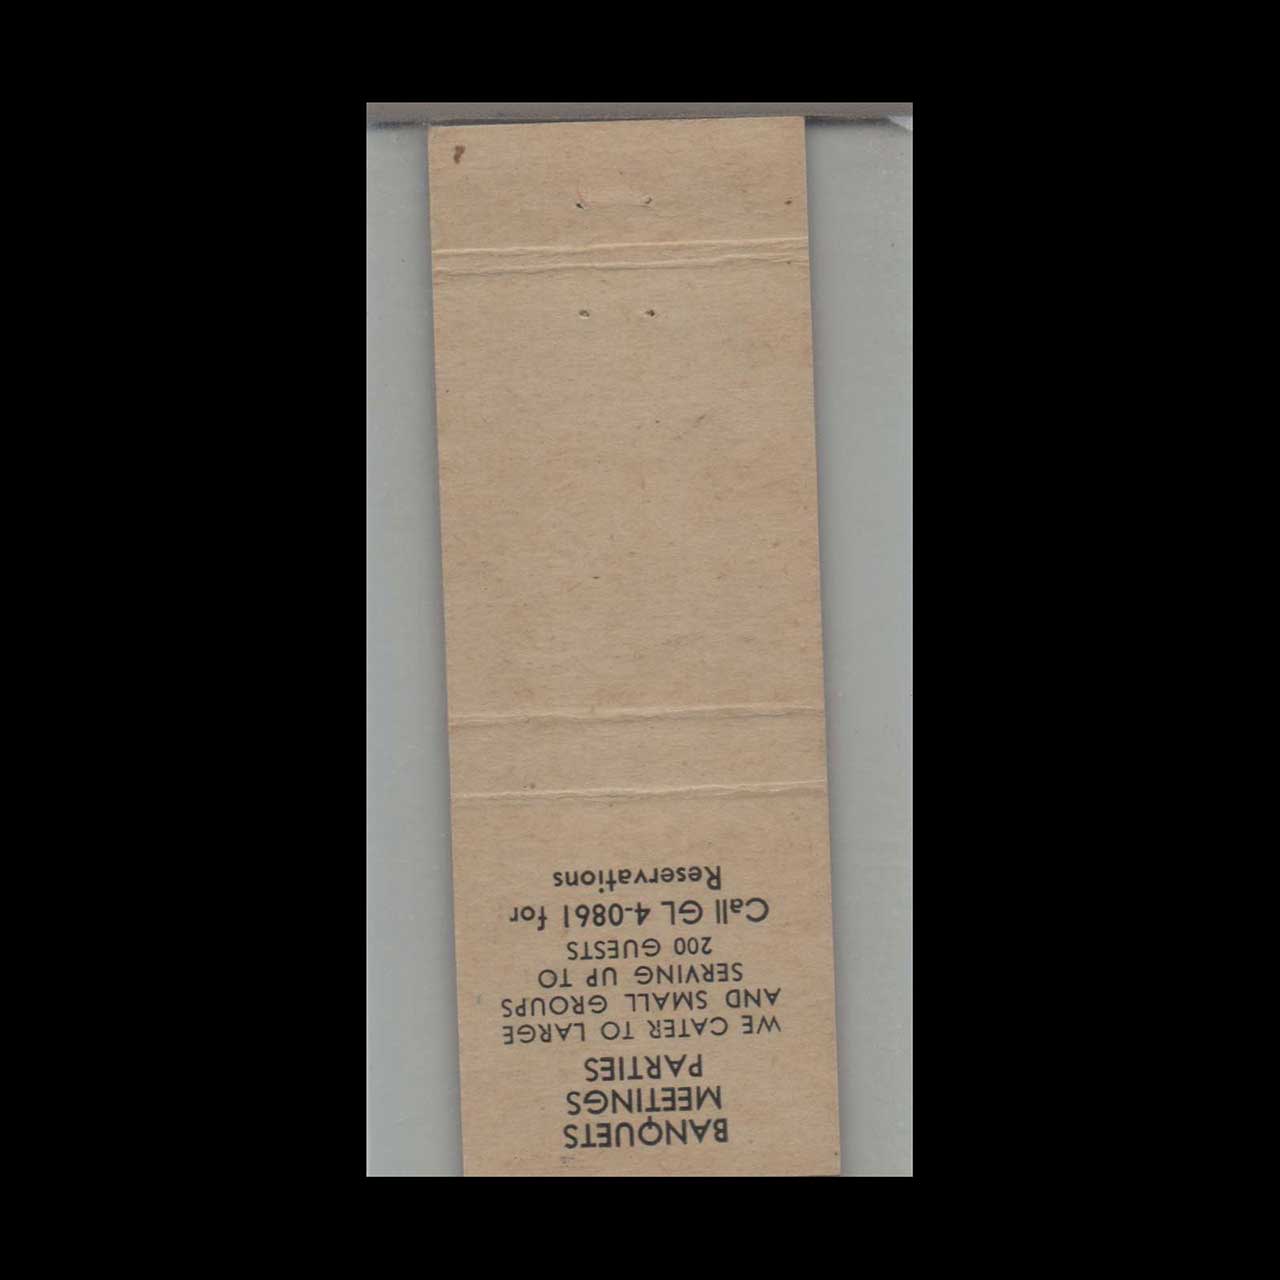 BANQUETS
MEETINGS
PARTIES
WE CATER TO LARGE
AND SMALL GROUPS
SERVING UP TO
200 GUESTS
Call GL 4-0861 for
Reservations